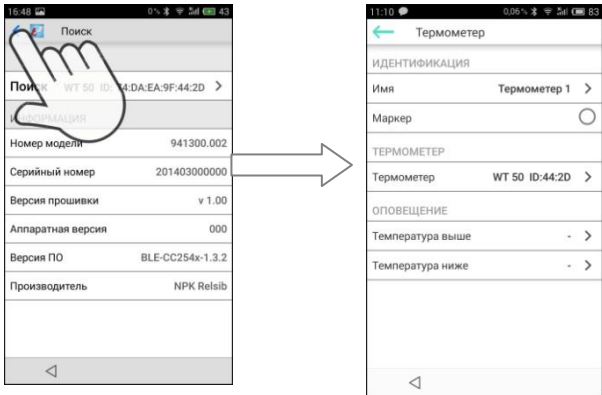 16:48 0% 43
Поиск
Поиск WT 50 ID: 74:DA:EA:9F:44:2D
ИНФОРМАЦИЯ
Номер модели 941300.002
Серийный номер 201403000000
Версия прошивки v 1.00
Аппаратная версия 000
Версия ПО BLE-CC254x-1.3.2
Производитель NPK Relsib
11:10 0,06% 83
Термометер
ИДЕНТИФИКАЦИЯ
Имя Термометер 1
Маркер
ТЕРМОМЕТЕР
Термометер WT 50 ID:44:2D
ОПОВЕЩЕНИЕ
Температура выше -
Температура ниже -